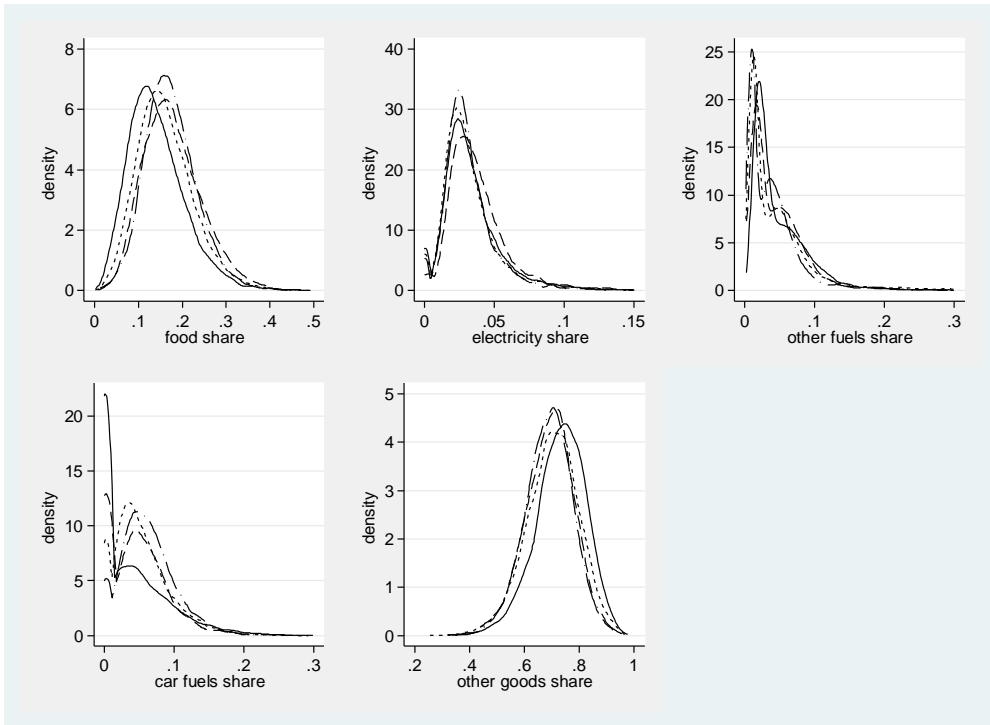 8
6
4
2
0
density
0 .1 .2 .3 .4 .5
food share
40
30
20
10
0
density
0 .05 .1 .15
electricity share
25
20
15
10
5
0
density
0 .1 .2 .3
other fuels share
20
15
10
5
0
density
0 .1 .2 .3
car fuels share
5
4
3
2
1
0
density
.2 .4 .6 .8 1
other goods share